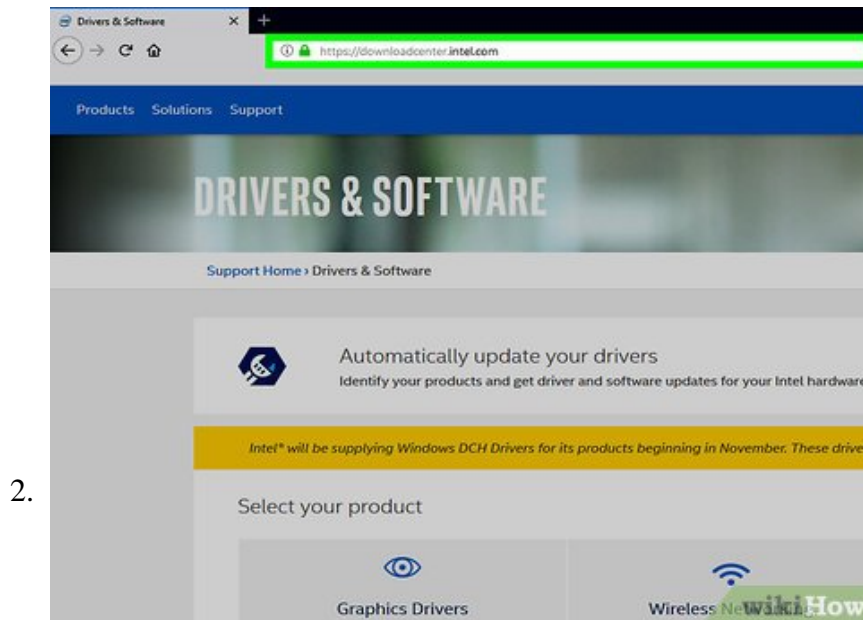 Drivers & Software
https://downloadcenter.intel.com
Products Solutions Support
DRIVERS & SOFTWARE
Support Home › Drivers & Software
Automatically update your drivers
Identify your products and get driver and software updates for your Intel hardware
Intel® will be supplying Windows DCH Drivers for its products beginning in November. These drive
2.
Select your product
Graphics Drivers
Wireless Networking
wikiHow